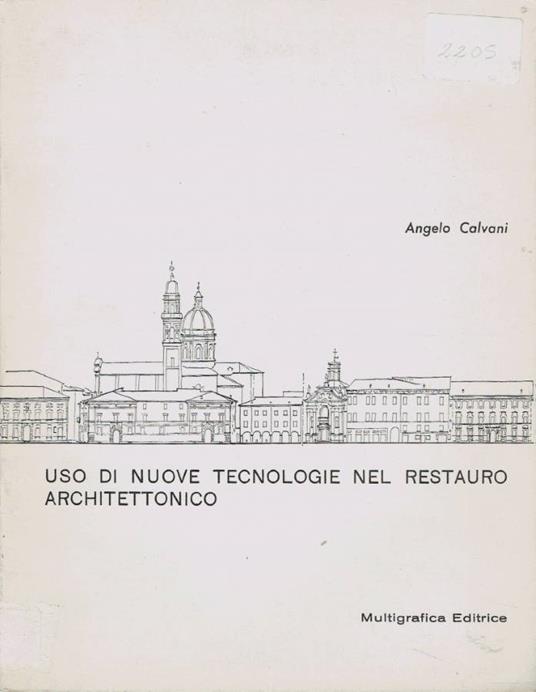 2205
Angelo Calvani
USO DI NUOVE TECNOLOGIE NEL RESTAURO
ARCHITETTONICO
Multigrafica Editrice